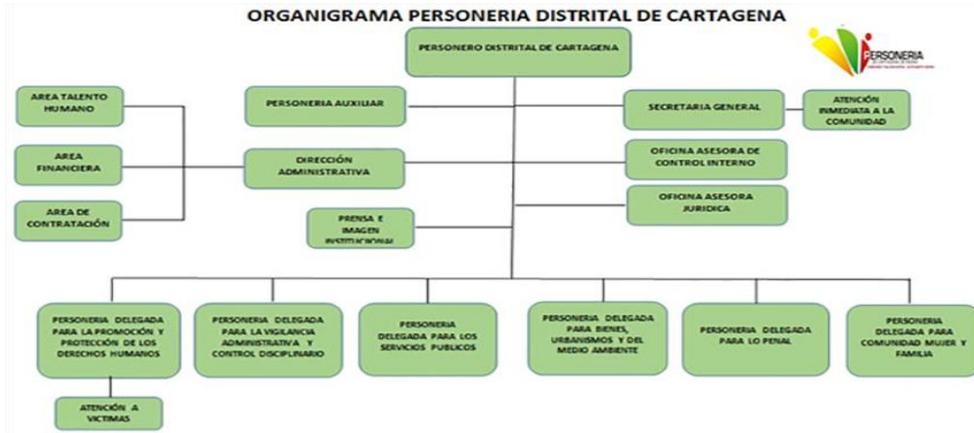 ORGANIGRAMA PERSONERIA DISTRITAL DE CARTAGENA
PERSONERO DISTRITAL DE CARTAGENA
PERSONERIA
AREA TALENTO
HUMANO
PERSONERIA AUXILIAR
SECRETARIA GENERAL
ATENCIÓN
INMEDIATA A LA
COMUNIDAD
AREA
FINANCIERA
DIRECCIÓN
ADMINISTRATIVA
OFICINA ASESORA DE
CONTROL INTERNO
AREA DE
CONTRATACIÓN
PRENSA E
IMAGEN
INSTITUCIONAL
OFICINA ASESORA
JURIDICA
PERSONERIA DELEGADA
PARA LA PROMOCIÓN Y
PROTECCIÓN DE LOS
DERECHOS HUMANOS
PERSONERIA DELEGADA
PARA LA VIGILANCIA
ADMINISTRATIVA Y
CONTROL DISCIPLINARIO
PERSONERIA
DELEGADA PARA LOS
SERVICIOS PUBLICOS
PERSONERIA DELEGADA
PARA BIENES,
URBANISMOS Y DEL
MEDIO AMBIENTE
PERSONERIA DELEGADA
PARA LO PENAL
PERSONERIA
DELEGADA PARA
COMUNIDAD MUJER Y
FAMILIA
ATENCIÓN A
VICTIMAS